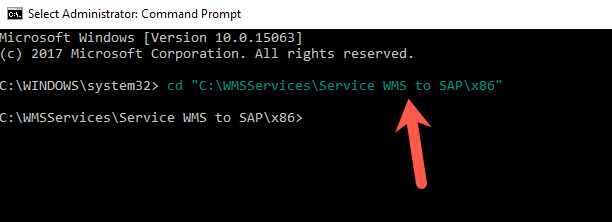 Select Administrator: Command Prompt
Microsoft Windows [Version 10.0.15063]
(c) 2017 Microsoft Corporation. All rights reserved.
C:\WINDOWS\system32> cd "C:\WMSServices\Service WMS to SAP\x86"
C:\WMSServices\Service WMS to SAP\x86>